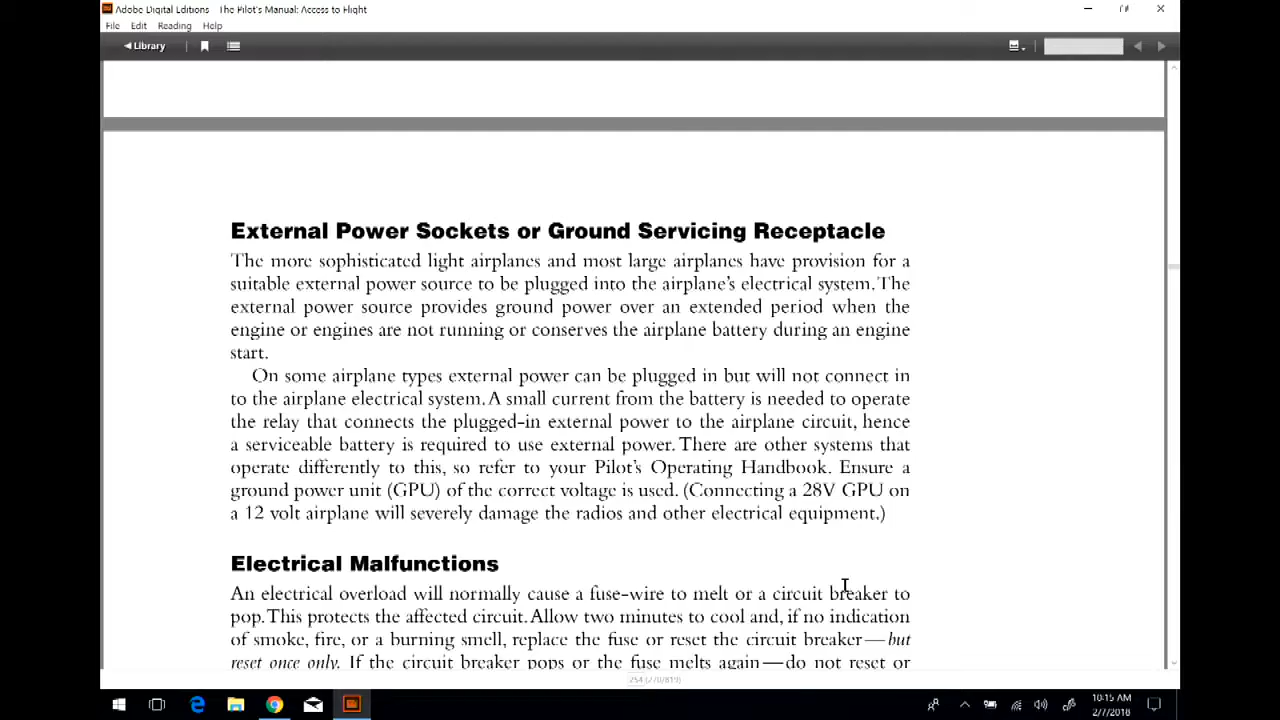 Adobe Digital Editions - The Pilot's Manual: Access to Flight
File Edit Reading Help
Library
External Power Sockets or Ground Servicing Receptacle
The more sophisticated light airplanes and most large airplanes have provision for a
suitable external power source to be plugged into the airplane's electrical system. The
external power source provides ground power over an extended period when the
engine or engines are not running or conserves the airplane battery during an engine
start.
On some airplane types external power can be plugged in but will not connect in
to the airplane electrical system. A small current from the battery is needed to operate
the relay that connects the plugged-in external power to the airplane circuit, hence
a serviceable battery is required to use external power. There are other systems that
operate differently to this, so refer to your Pilot's Operating Handbook. Ensure a
ground power unit (GPU) of the correct voltage is used. (Connecting a 28V GPU on
a 12 volt airplane will severely damage the radios and other electrical equipment.)
Electrical Malfunctions
An electrical overload will normally cause a fuse-wire to melt or a circuit breaker to
pop. This protects the affected circuit. Allow two minutes to cool and, if no indication
of smoke, fire, or a burning smell, replace the fuse or reset the circuit breaker—but
reset once only. If the circuit breaker pops or the fuse melts again—do not reset or
254 (270/819)
10:15 AM
2/7/2018